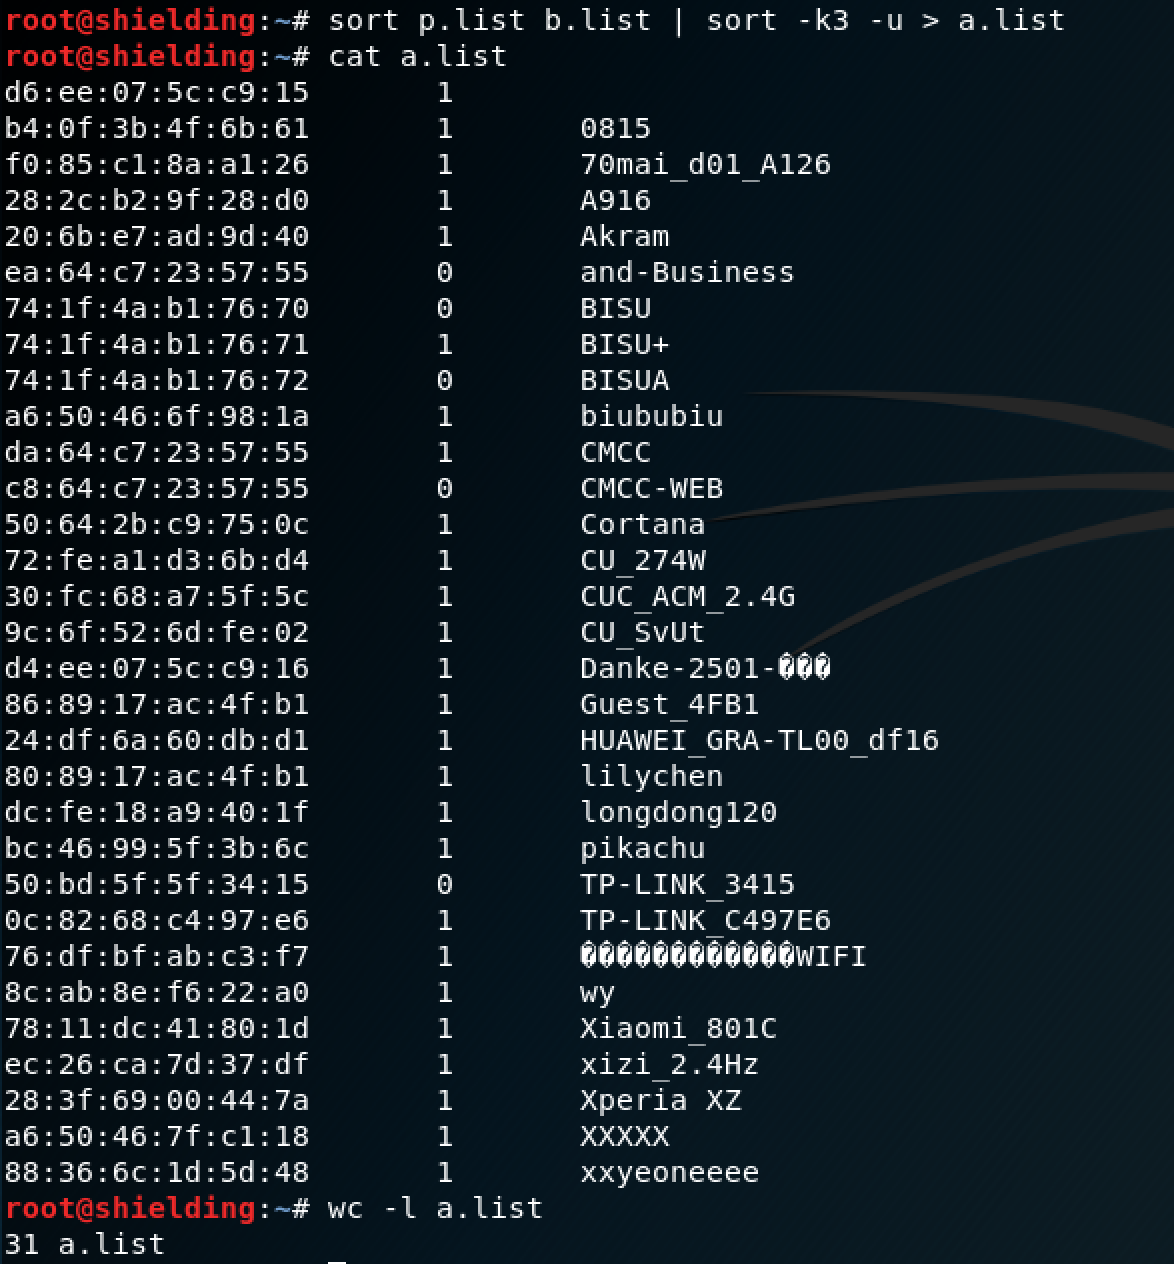 root@shielding:~# sort p.list b.list | sort -k3 -u > a.list
root@shielding:~# cat a.list
d6:ee:07:5c:c9:15 1
b4:0f:3b:4f:6b:61 1 0815
f0:85:c1:8a:a1:26 1 70mai_d01_A126
28:2c:b2:9f:28:d0 1 A916
20:6b:e7:ad:9d:40 1 Akram
ea:64:c7:23:57:55 0 and-Business
74:1f:4a:b1:76:70 0 BISU
74:1f:4a:b1:76:71 1 BISU+
74:1f:4a:b1:76:72 0 BISUA
a6:50:46:6f:98:1a 1 biububiu
da:64:c7:23:57:55 1 CMCC
c8:64:c7:23:57:55 0 CMCC-WEB
50:64:2b:c9:75:0c 1 Cortana
72:fe:a1:d3:6b:d4 1 CU_274W
30:fc:68:a7:5f:5c 1 CUC_ACM_2.4G
9c:6f:52:6d:fe:02 1 CU_SvUt
d4:ee:07:5c:c9:16 1 Danke-2501-���
86:89:17:ac:4f:b1 1 Guest_4FB1
24:df:6a:60:db:d1 1 HUAWEI_GRA-TL00_df16
80:89:17:ac:4f:b1 1 lilychen
dc:fe:18:a9:40:1f 1 longdong120
bc:46:99:5f:3b:6c 1 pikachu
50:bd:5f:5f:34:15 0 TP-LINK_3415
0c:82:68:c4:97:e6 1 TP-LINK_C497E6
76:df:bf:ab:c3:f7 1 ������������WIFI
8c:ab:8e:f6:22:a0 1 wy
78:11:dc:41:80:1d 1 Xiaomi_801C
ec:26:ca:7d:37:df 1 xizi_2.4Hz
28:3f:69:00:44:7a 1 Xperia XZ
a6:50:46:7f:c1:18 1 XXXXX
88:36:6c:1d:5d:48 1 xxyeoneeee
root@shielding:~# wc -l a.list
31 a.list